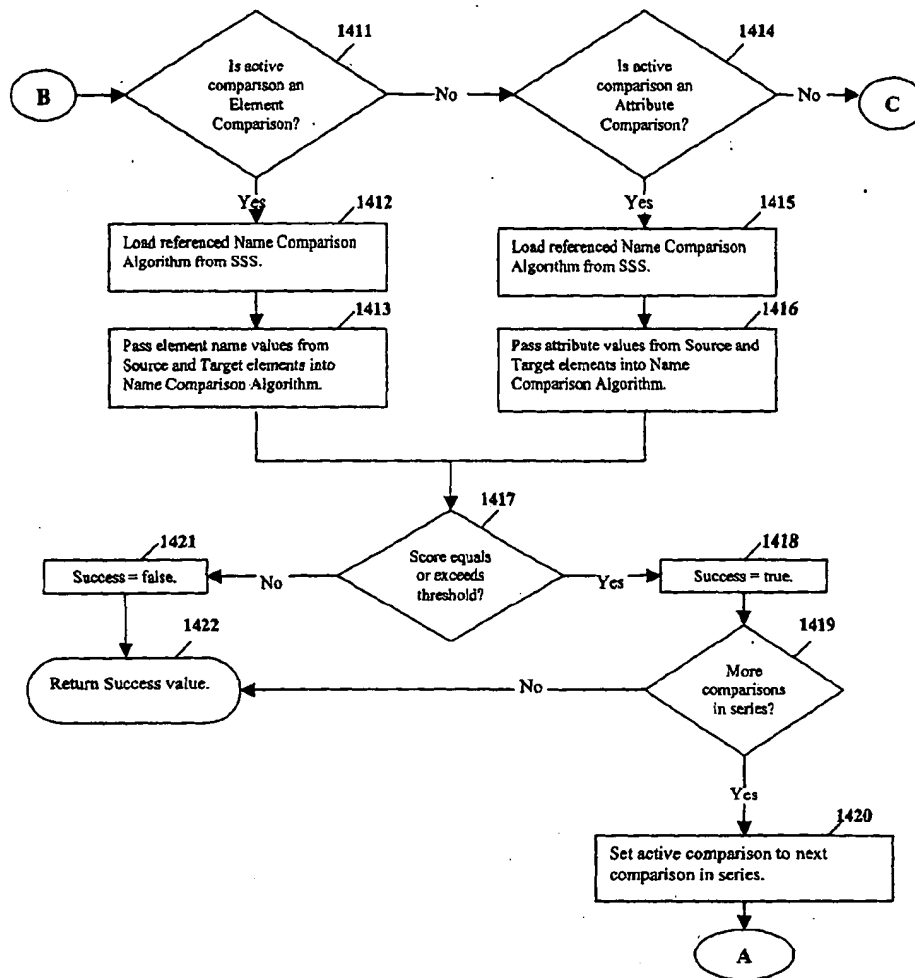 1411
1414
B
Is active
comparison an
Element
Comparison?
No
Is active
comparison an
Attribute
Comparison?
No
C
Yes
1412
Yes
1415
Load referenced Name Comparison
Algorithm from SSS.
Load referenced Name Comparison
Algorithm from SSS.
1413
1416
Pass element name values from
Source and Target elements into
Name Comparison Algorithm.
Pass attribute values from Source and
Target elements into Name
Comparison Algorithm.
1417
1421
Success = false.
No
Score equals
or exceeds
threshold?
Yes
1418
Success = true.
1422
Return Success value.
1419
No
More
comparisons
in series?
Yes
1420
Set active comparison to next
comparison in series.
A